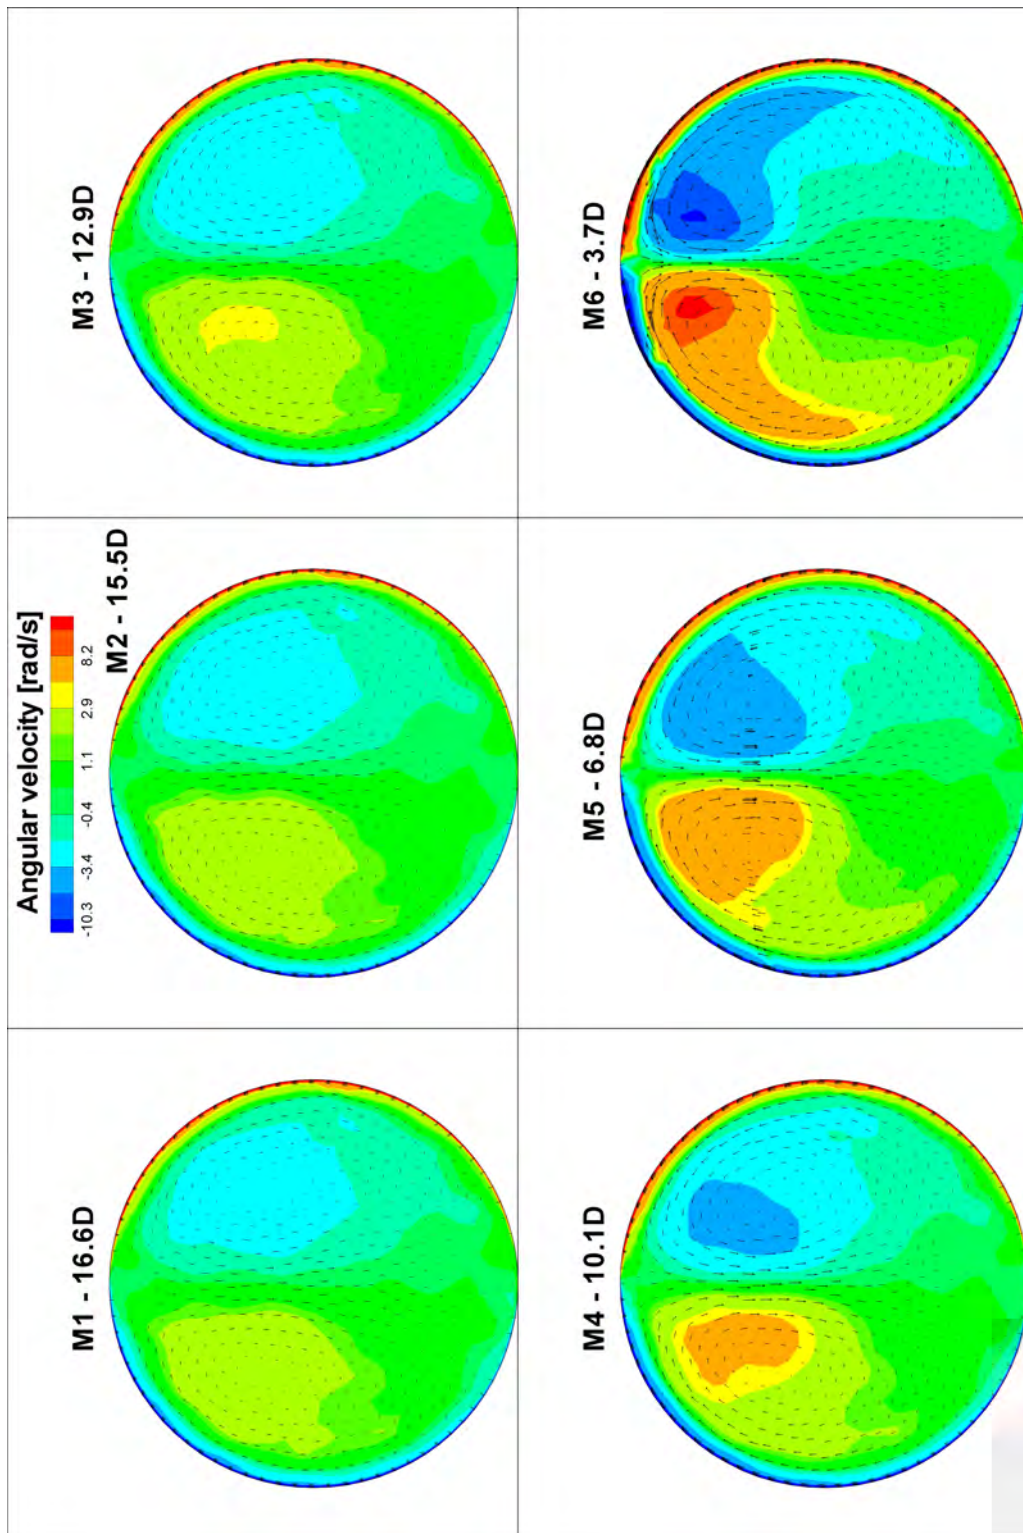 M3 - 12.9D
M6 - 3.7D
Angular velocity [rad/s]
-10.3 -3.4 -0.4 1.1 2.9 8.2
M2 - 15.5D
M5 - 6.8D
M1 - 16.6D
M4 - 10.1D